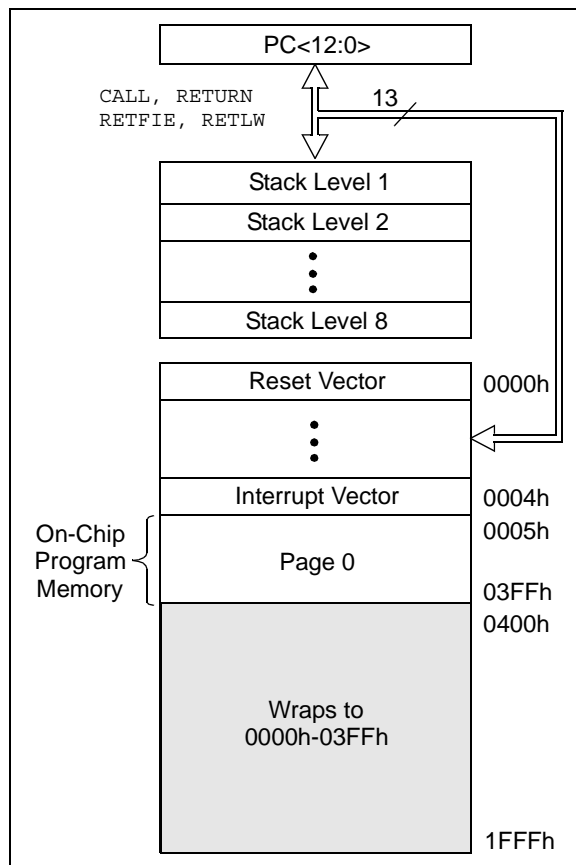 PC<12:0>
CALL, RETURN
RETFIE, RETLW
13
Stack Level 1
Stack Level 2
Stack Level 8
Reset Vector
0000h
Interrupt Vector
0004h
On-Chip
Program
Memory
Page 0
0005h
03FFh
0400h
Wraps to
0000h-03FFh
1FFFh